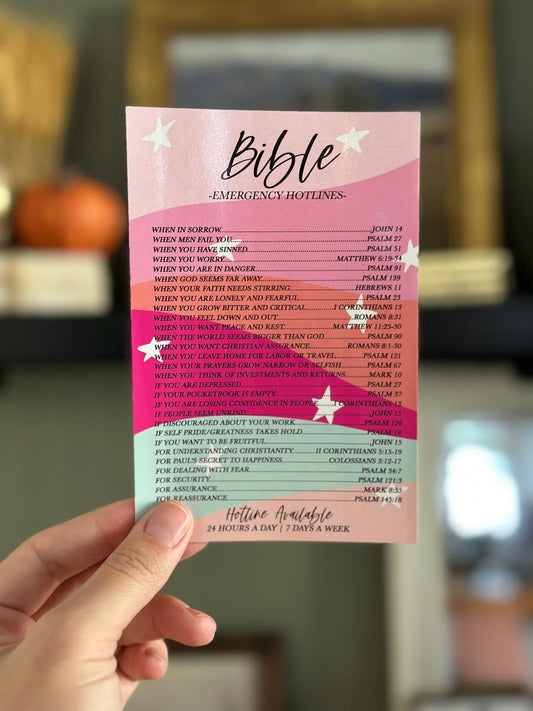 Bible
-EMERGENCY HOTLINES-
WHEN IN SORROW....................JOHN 14
WHEN MEN FAIL YOU....................PSALM 27
WHEN YOU HAVE SINNED....................PSALM 51
WHEN YOU WORRY....................MATTHEW 6:19-34
WHEN YOU ARE IN DANGER....................PSALM 91
WHEN GOD SEEMS FAR AWAY....................PSALM 139
WHEN YOUR FAITH NEEDS STIRRING....................HEBREWS 11
WHEN YOU ARE LONELY AND FEARFUL....................PSALM 23
WHEN YOU GROW BITTER AND CRITICAL....................I CORINTHIANS 13
WHEN YOU FEEL DOWN AND OUT....................ROMANS 8:31
WHEN YOU WANT PEACE AND REST....................MATTHEW 11:25-30
WHEN THE WORLD SEEMS BIGGER THAN GOD....................PSALM 90
WHEN YOU WANT CHRISTIAN ASSURANCE....................ROMANS 8:1-30
WHEN YOU LEAVE HOME FOR LABOR OR TRAVEL....................PSALM 121
WHEN YOUR PRAYERS GROW NARROW OR SELFISH....................PSALM 67
WHEN YOU THINK OF INVESTMENTS AND RETURNS....................MARK 10
IF YOU ARE DEPRESSED....................PSALM 27
IF YOUR POCKETBOOK IS EMPTY....................PSALM 37
IF YOU ARE LOSING CONFIDENCE IN PEOPLE....................I CORINTHIANS 13
IF PEOPLE SEEM UNKIND....................JOHN 15
IF DISCOURAGED ABOUT YOUR WORK....................PSALM 126
IF SELF PRIDE/GREATNESS TAKES HOLD....................PSALM 19
IF YOU WANT TO BE FRUITFUL....................JOHN 15
FOR UNDERSTANDING CHRISTIANITY....................II CORINTHIANS 5:15-19
FOR PAUL'S SECRET TO HAPPINESS....................COLOSSIANS 3:12-17
FOR DEALING WITH FEAR....................PSALM 34:7
FOR SECURITY....................PSALM 121:3
FOR ASSURANCE....................MARK 8:35
FOR REASSURANCE....................PSALM 145:18
Hotline Available
24 HOURS A DAY | 7 DAYS A WEEK